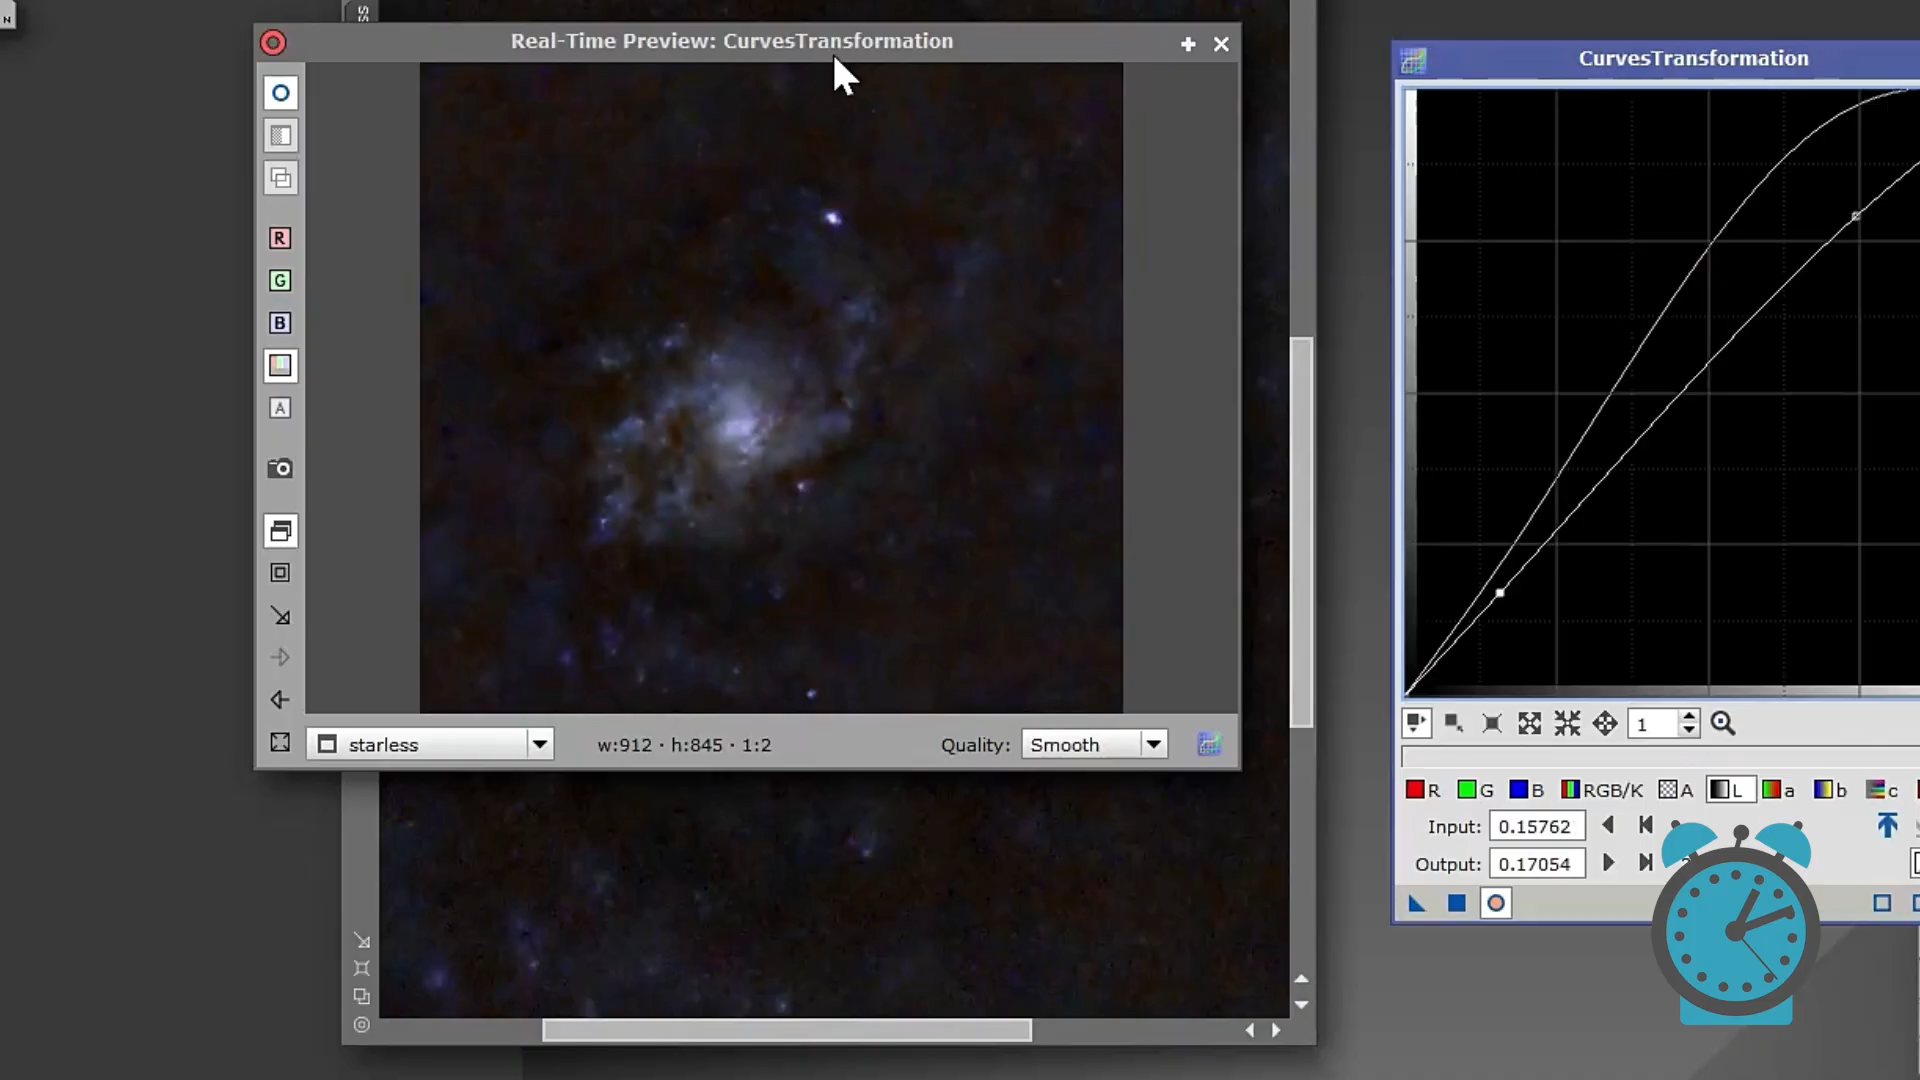 N
ss
Real-Time Preview: CurvesTransformation
CurvesTransformation
R
G
B
A
starless
w:912 · h:845 · 1:2
Quality: Smooth
1
R G B RGB/K A L a b c
Input: 0.15762
Output: 0.17054